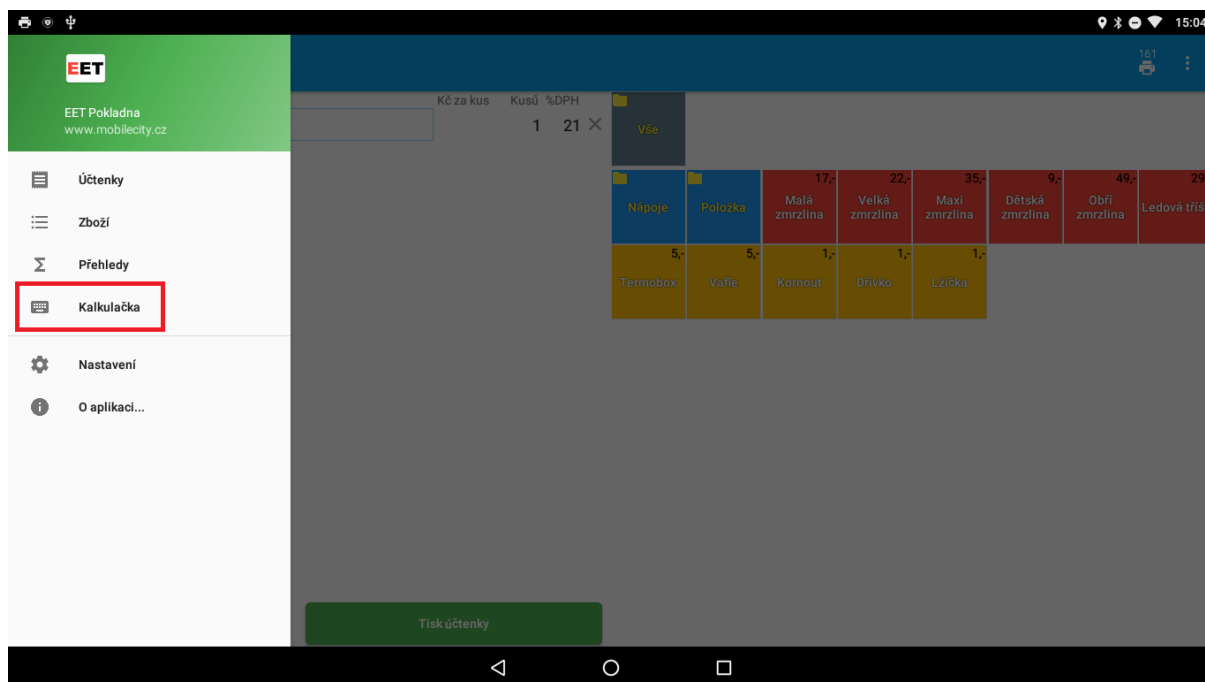 15:04
EET
EET Pokladna
www.mobilecity.cz
161
Účtenky
Zboží
Přehledy
Kalkulačka
Nastavení
O aplikaci...
Kč za kus Kusů %DPH
1 21
Vše
Nápoje
Položka
17,-
Malá
zmrzlina
22,-
Velká
zmrzlina
35,-
Maxi
zmrzlina
9,-
Dětská
zmrzlina
49,-
Obří
zmrzlina
29
Ledová tříš
5,-
Termobox
5,-
Vafle
1,-
Kornout
1,-
Dřívko
1,-
Lžička
Tisk účtenky